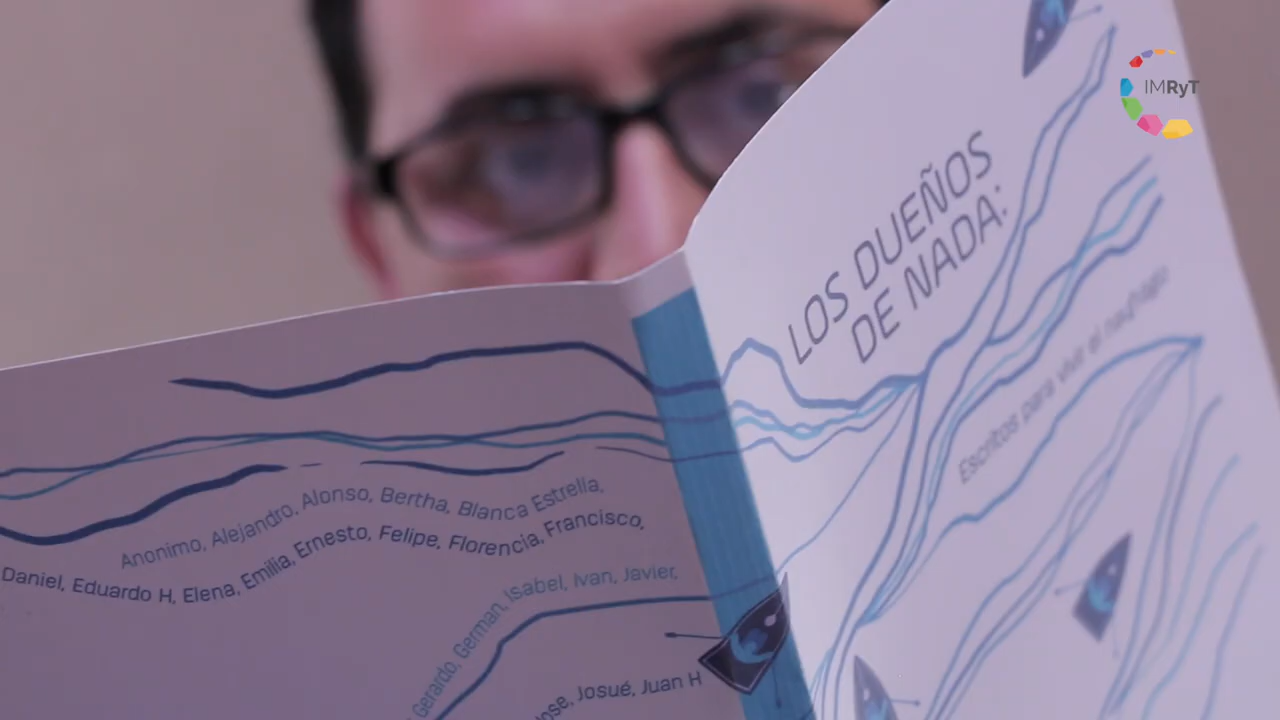 IMRyT
LOS DUEÑOS
DE NADA:
Escritos para vivir el naufragio
Anonimo, Alejandro, Alonso, Bertha, Blanca Estrella,
Daniel, Eduardo H, Elena, Emilia, Ernesto, Felipe, Florencia, Francisco,
Gerardo, German, Isabel, Ivan, Javier,
Jose, Josué, Juan H